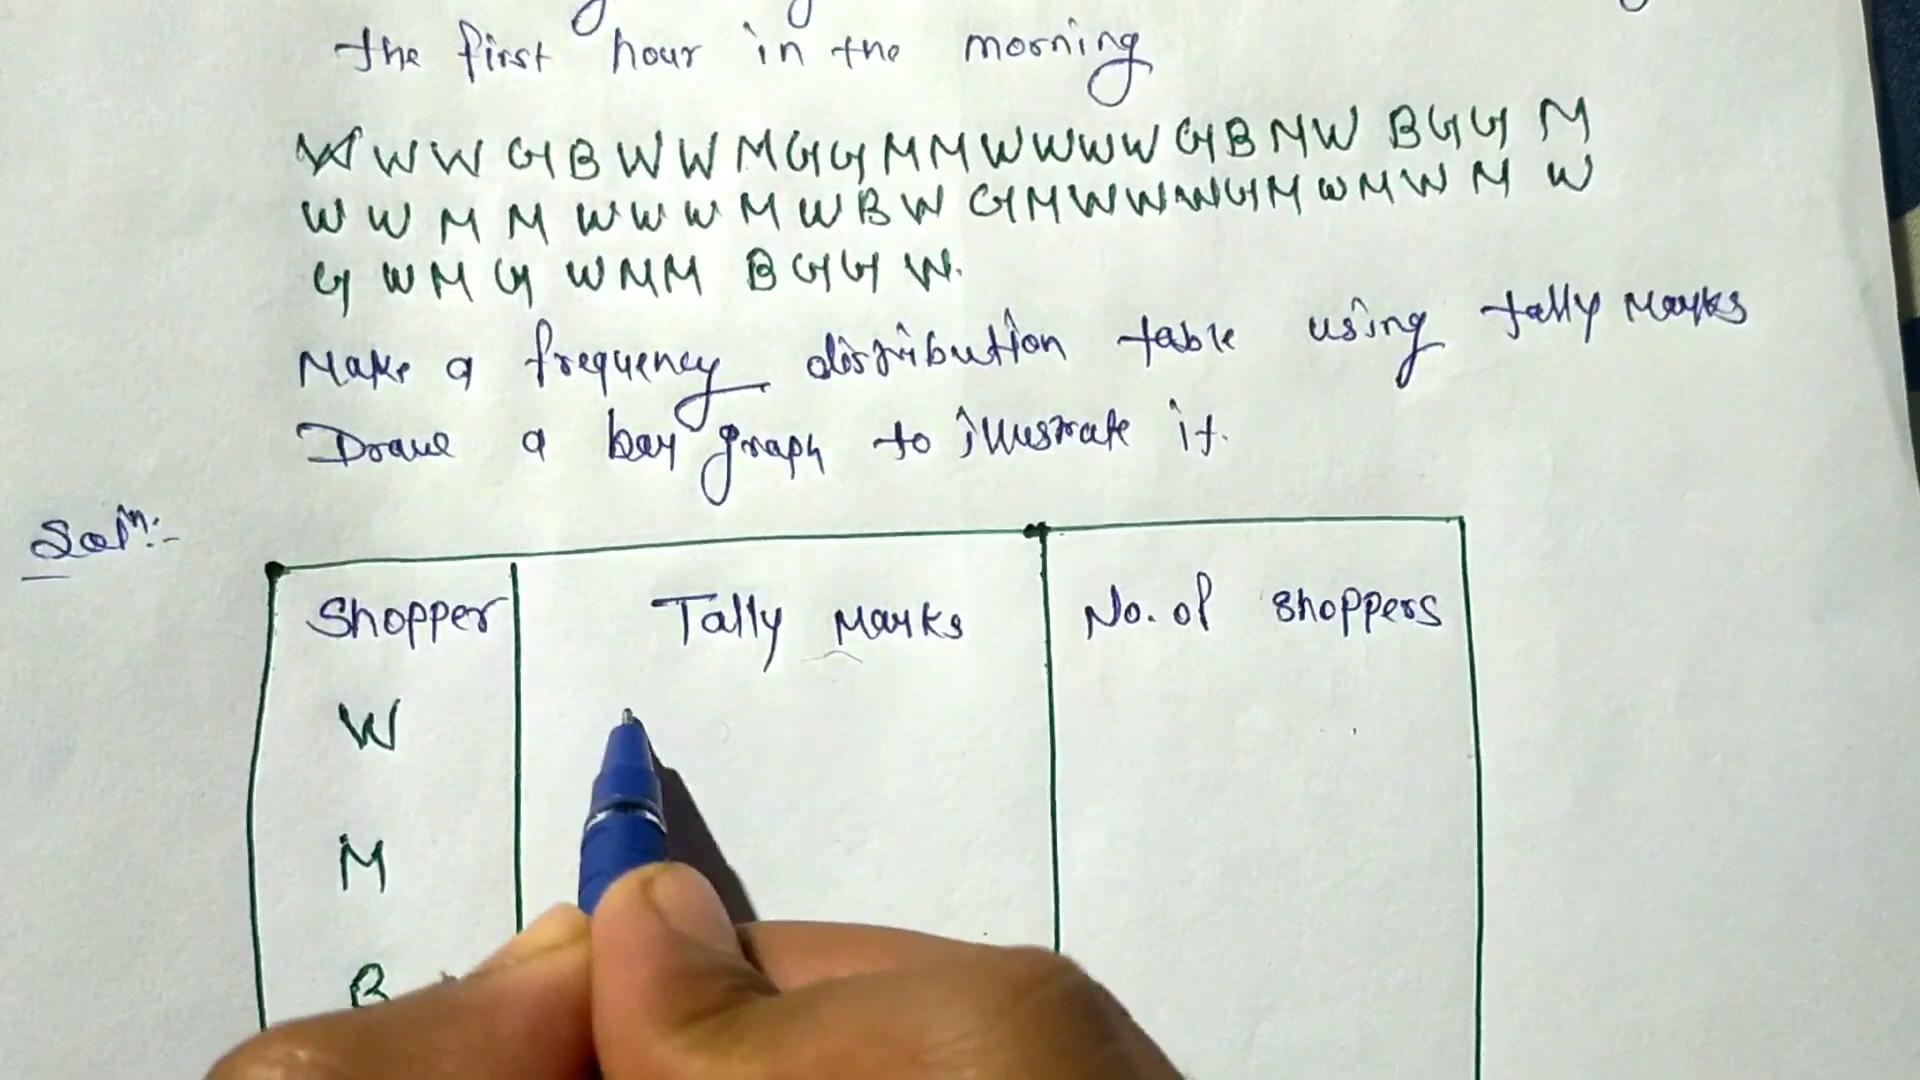 the first hour in the morning
W W W G B W W M G G M M W W W W G B M W B G G M
W W M M W W W M W B W G M W W W W G M W M W M W
G W M G W M M B G G W.
Make a frequency distribution table using tally Marks
Draw a bar graph to illustrate it.
Solⁿ:-
Shopper Tally Marks No. of shoppers
W
M
B